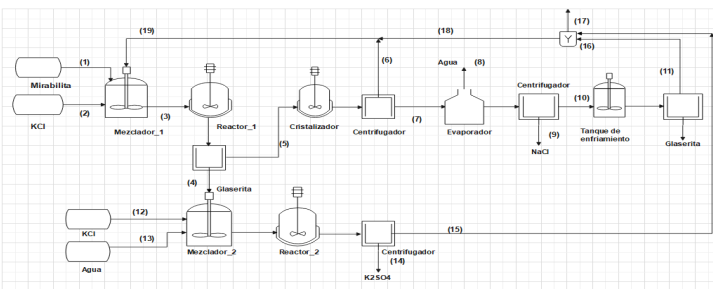 (19)
(18)
(17)
(16)
(1)
Mirabilita
(2)
KCl
(3)
Mezclador_1
Reactor_1
Cristalizador
(6)
Centrifugador
(7)
Agua
(8)
Evaporador
Centrifugador
(9)
NaCl
(10)
Tanque de
enfriamiento
(11)
Glaserita
(5)
(4)
Glaserita
(12)
KCl
(13)
Agua
Mezclador_2
Reactor_2
(15)
Centrifugador
(14)
K2SO4
Y